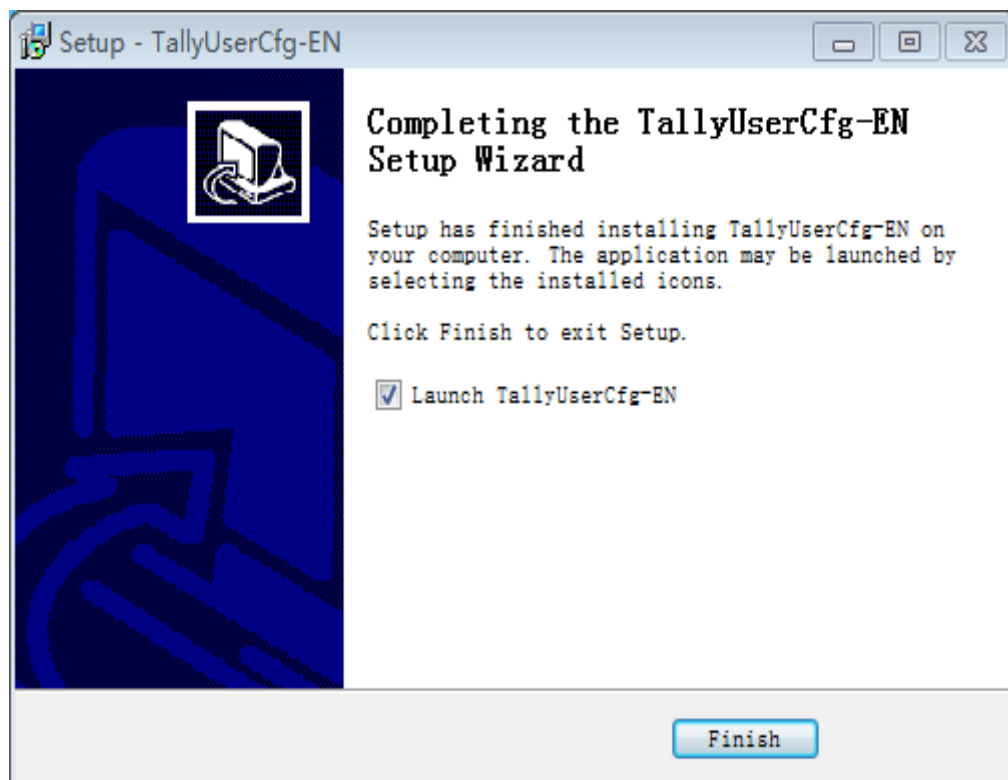 Setup - TallyUserCfg-EN
Completing the TallyUserCfg-EN
Setup Wizard
Setup has finished installing TallyUserCfg-EN on
your computer. The application may be launched by
selecting the installed icons.
Click Finish to exit Setup.
Launch TallyUserCfg-EN
Finish